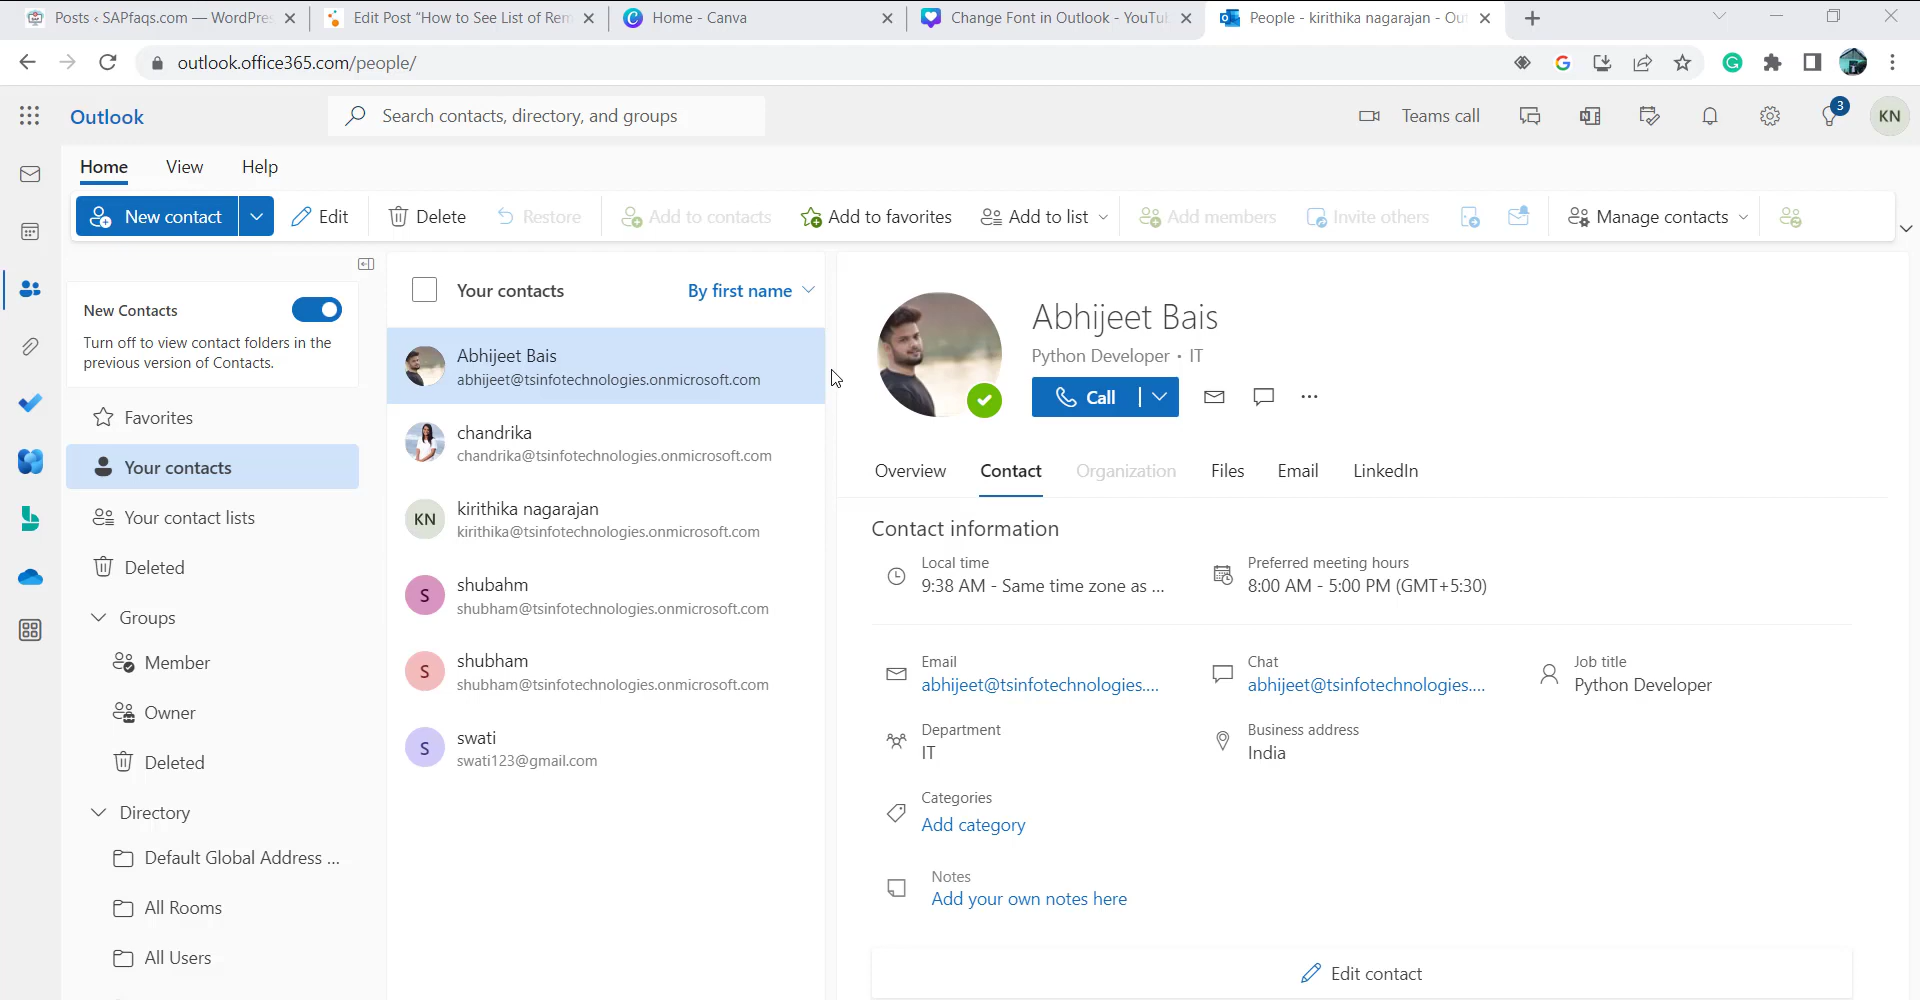 Posts ‹ SAPfaqs.com — WordPres
Edit Post "How to See List of Rem
Home - Canva
Change Font in Outlook - YouTu
People - kirithika nagarajan - Out
outlook.office365.com/people/
Outlook
Search contacts, directory, and groups
Teams call
3
KN
Home
View
Help
New contact
Edit
Delete
Restore
Add to contacts
Add to favorites
Add to list
Add members
Invite others
Manage contacts
New Contacts
Turn off to view contact folders in the
previous version of Contacts.
Favorites
Your contacts
Your contact lists
Deleted
Groups
Member
Owner
Deleted
Directory
Default Global Address ...
All Rooms
All Users
Your contacts
By first name
Abhijeet Bais
abhijeet@tsinfotechnologies.onmicrosoft.com
chandrika
chandrika@tsinfotechnologies.onmicrosoft.com
KN
kirithika nagarajan
kirithika@tsinfotechnologies.onmicrosoft.com
S
shubahm
shubham@tsinfotechnologies.onmicrosoft.com
S
shubham
shubham@tsinfotechnologies.onmicrosoft.com
S
swati
swati123@gmail.com
Abhijeet Bais
Python Developer • IT
Call
Overview
Contact
Organization
Files
Email
LinkedIn
Contact information
Local time
9:38 AM - Same time zone as ...
Preferred meeting hours
8:00 AM - 5:00 PM (GMT+5:30)
Email
abhijeet@tsinfotechnologies....
Chat
abhijeet@tsinfotechnologies....
Job title
Python Developer
Department
IT
Business address
India
Categories
Add category
Notes
Add your own notes here
Edit contact